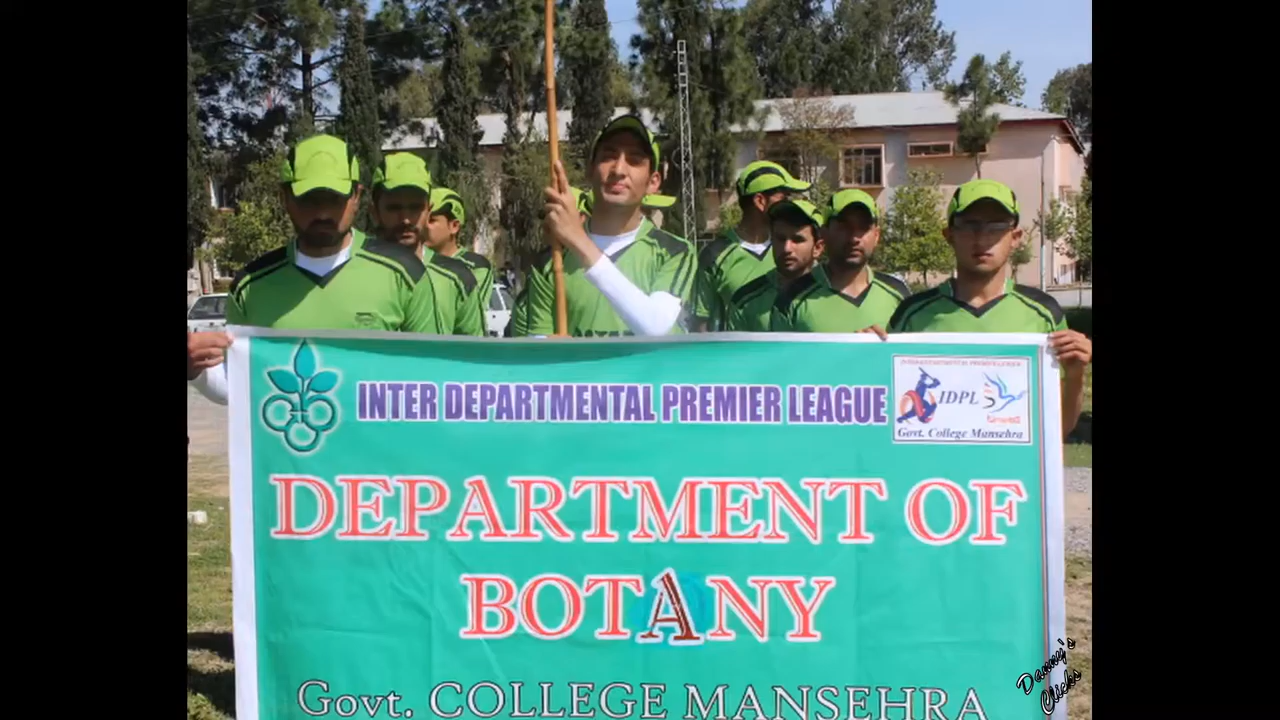 INTER DEPARTMENTAL PREMIER LEAGUE
IDPL
Govt. College Mansehra
DEPARTMENT OF
BOTANY
Govt. COLLEGE MANSEHRA
Danny's
Clicks